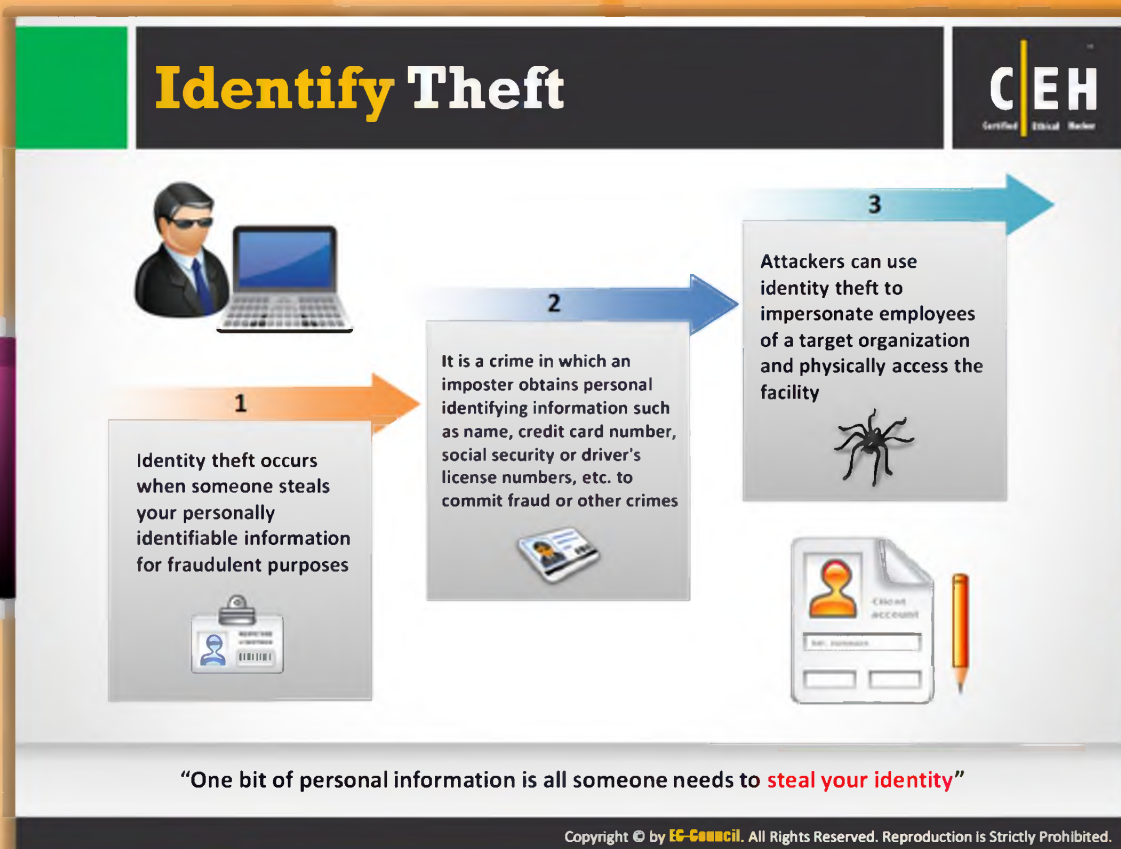 Identify Theft
C EH
Certified Ethical Hacker
1
Identity theft occurs
when someone steals
your personally
identifiable information
for fraudulent purposes
2
It is a crime in which an
imposter obtains personal
identifying information such
as name, credit card number,
social security or driver's
license numbers, etc. to
commit fraud or other crimes
3
Attackers can use
identity theft to
impersonate employees
of a target organization
and physically access the
facility
Client
account
“One bit of personal information is all someone needs to steal your identity”
Copyright © by EC-Council. All Rights Reserved. Reproduction is Strictly Prohibited.